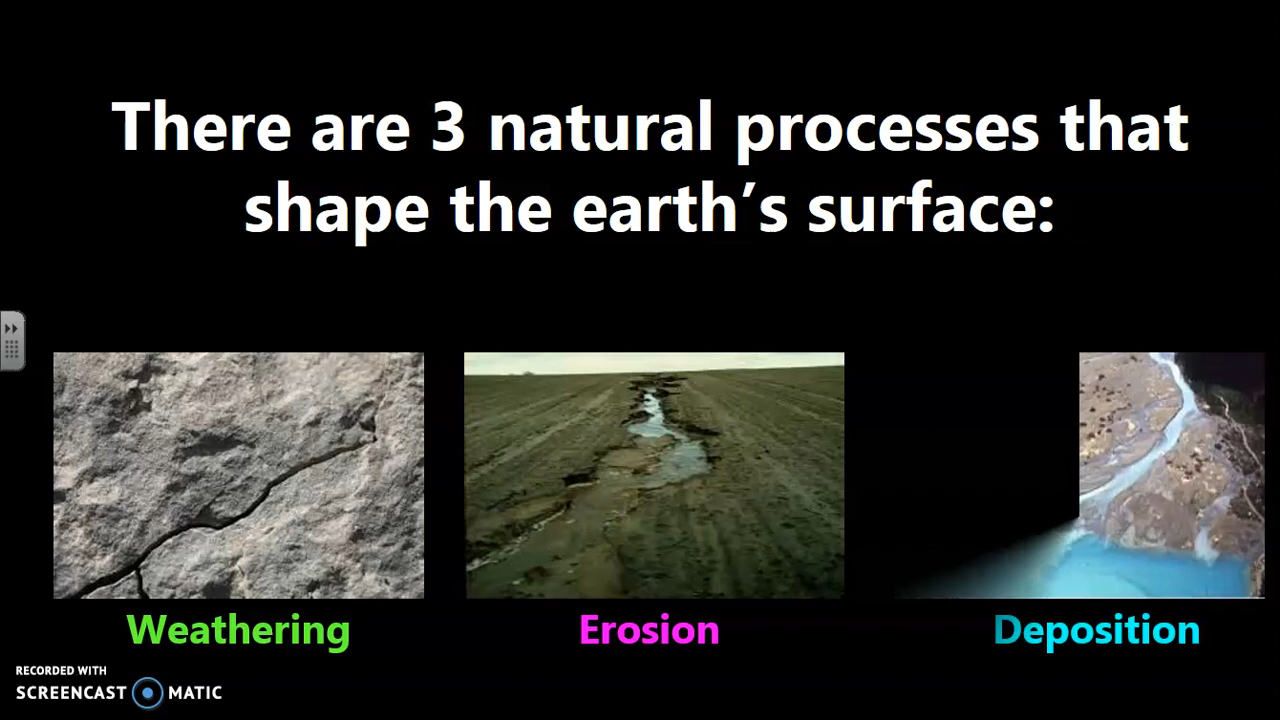 There are 3 natural processes that
shape the earth’s surface:
Weathering
Erosion
Deposition
RECORDED WITH
SCREENCAST MATIC